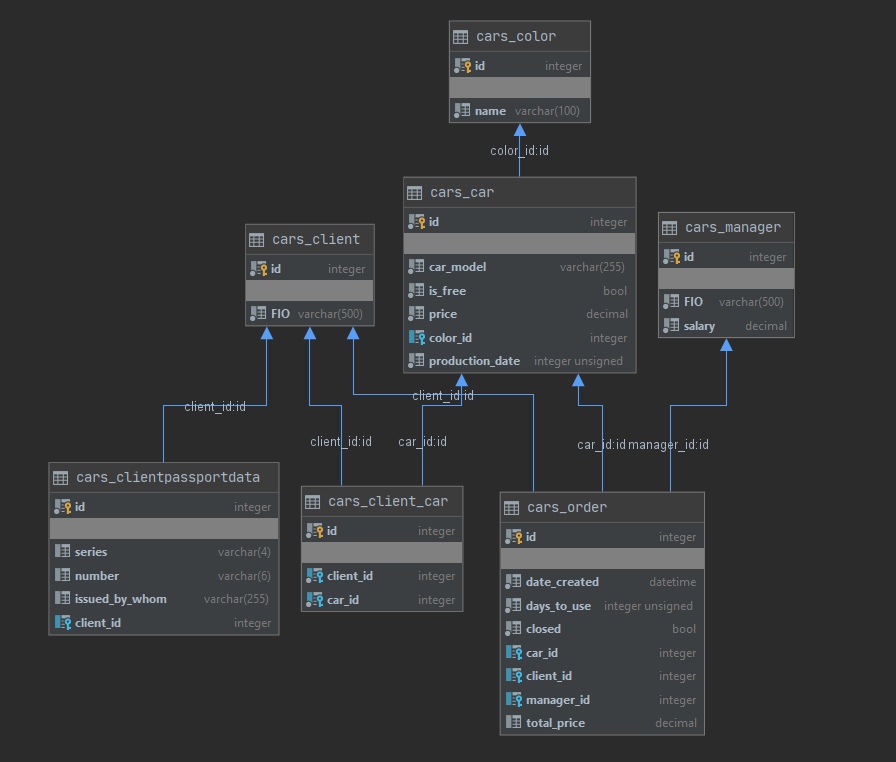 cars_color
id integer
name varchar(100)
color_id:id
cars_car
id integer
car_model varchar(255)
is_free bool
price decimal
color_id integer
production_date integer unsigned
cars_client
id integer
FIO varchar(500)
cars_manager
id integer
FIO varchar(500)
salary decimal
client_id:id
client_id:id
client_id:id
car_id:id
car_id:id
manager_id:id
cars_clientpassportdata
id integer
series varchar(4)
number varchar(6)
issued_by_whom varchar(255)
client_id integer
cars_client_car
id integer
client_id integer
car_id integer
cars_order
id integer
date_created datetime
days_to_use integer unsigned
closed bool
car_id integer
client_id integer
manager_id integer
total_price decimal